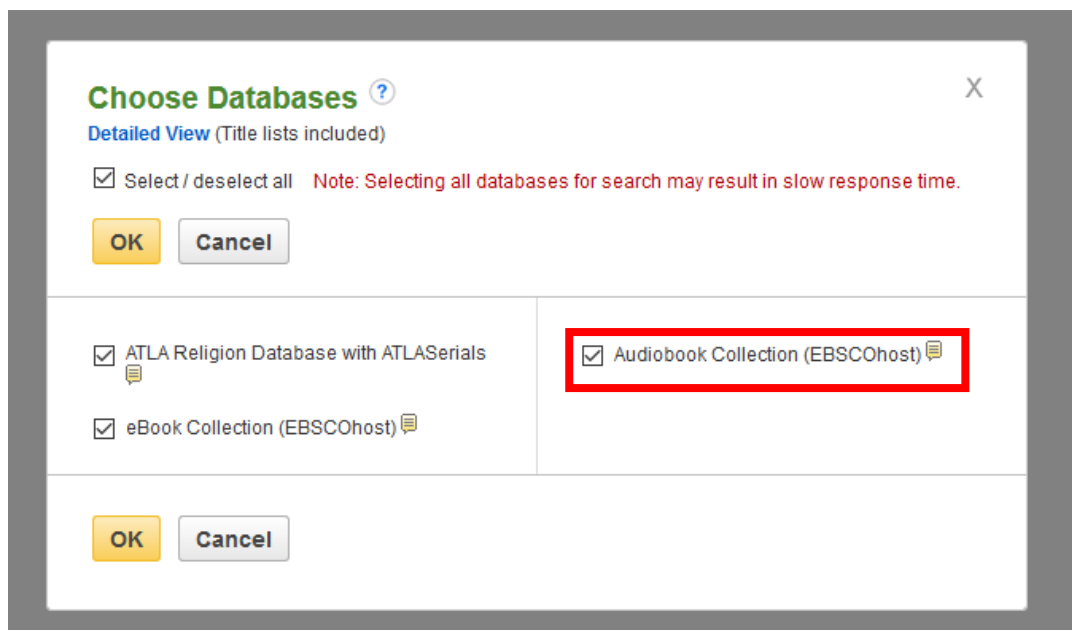 Choose Databases ?
X
Detailed View (Title lists included)
Select / deselect all Note: Selecting all databases for search may result in slow response time.
OK Cancel
ATLA Religion Database with ATLASerials
Audiobook Collection (EBSCOhost)
eBook Collection (EBSCOhost)
OK Cancel